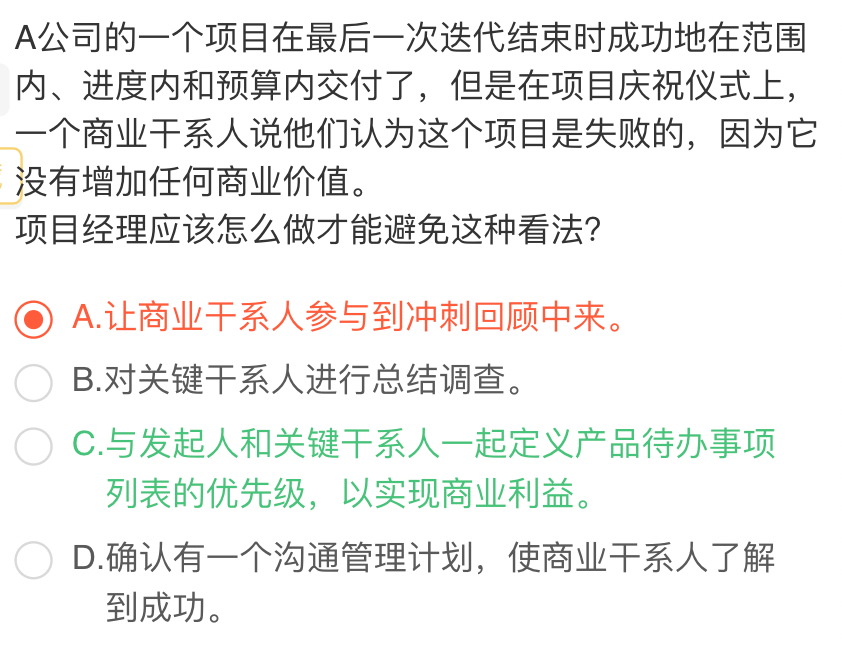 A公司的一个项目在最后一次迭代结束时成功地在范围
内、进度内和预算内交付了，但是在项目庆祝仪式上，
一个商业干系人说他们认为这个项目是失败的，因为它
没有增加任何商业价值。
项目经理应该怎么做才能避免这种看法？
A.让商业干系人参与到冲刺回顾中来。
B.对关键干系人进行总结调查。
C.与发起人和关键干系人一起定义产品待办事项
列表的优先级，以实现商业利益。
D.确认有一个沟通管理计划，使商业干系人了解
到成功。